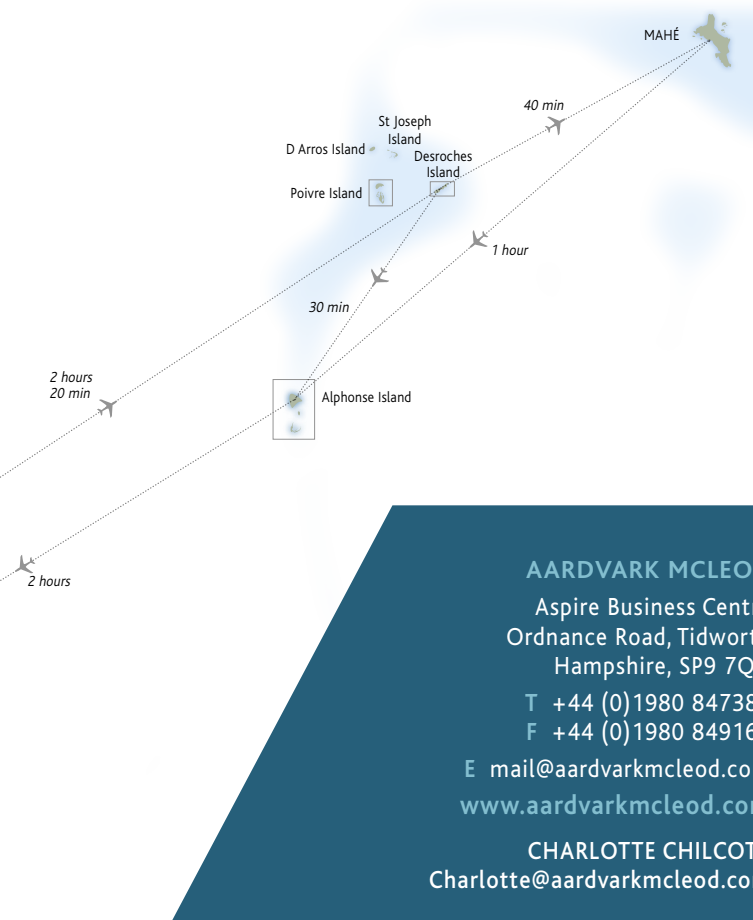 MAHÉ
40 min
St Joseph
Island
D Arros Island
Desroches
Island
Poivre Island
1 hour
30 min
2 hours
20 min
Alphonse Island
2 hours
AARDVARK MCLEO
Aspire Business Cent
Ordnance Road, Tidwort
Hampshire, SP9 7Q
T +44 (0)1980 84738
F +44 (0)1980 84916
E mail@aardvarkmcleod.co
www.aardvarkmcleod.co
CHARLOTTE CHILCOT
Charlotte@aardvarkmcleod.co